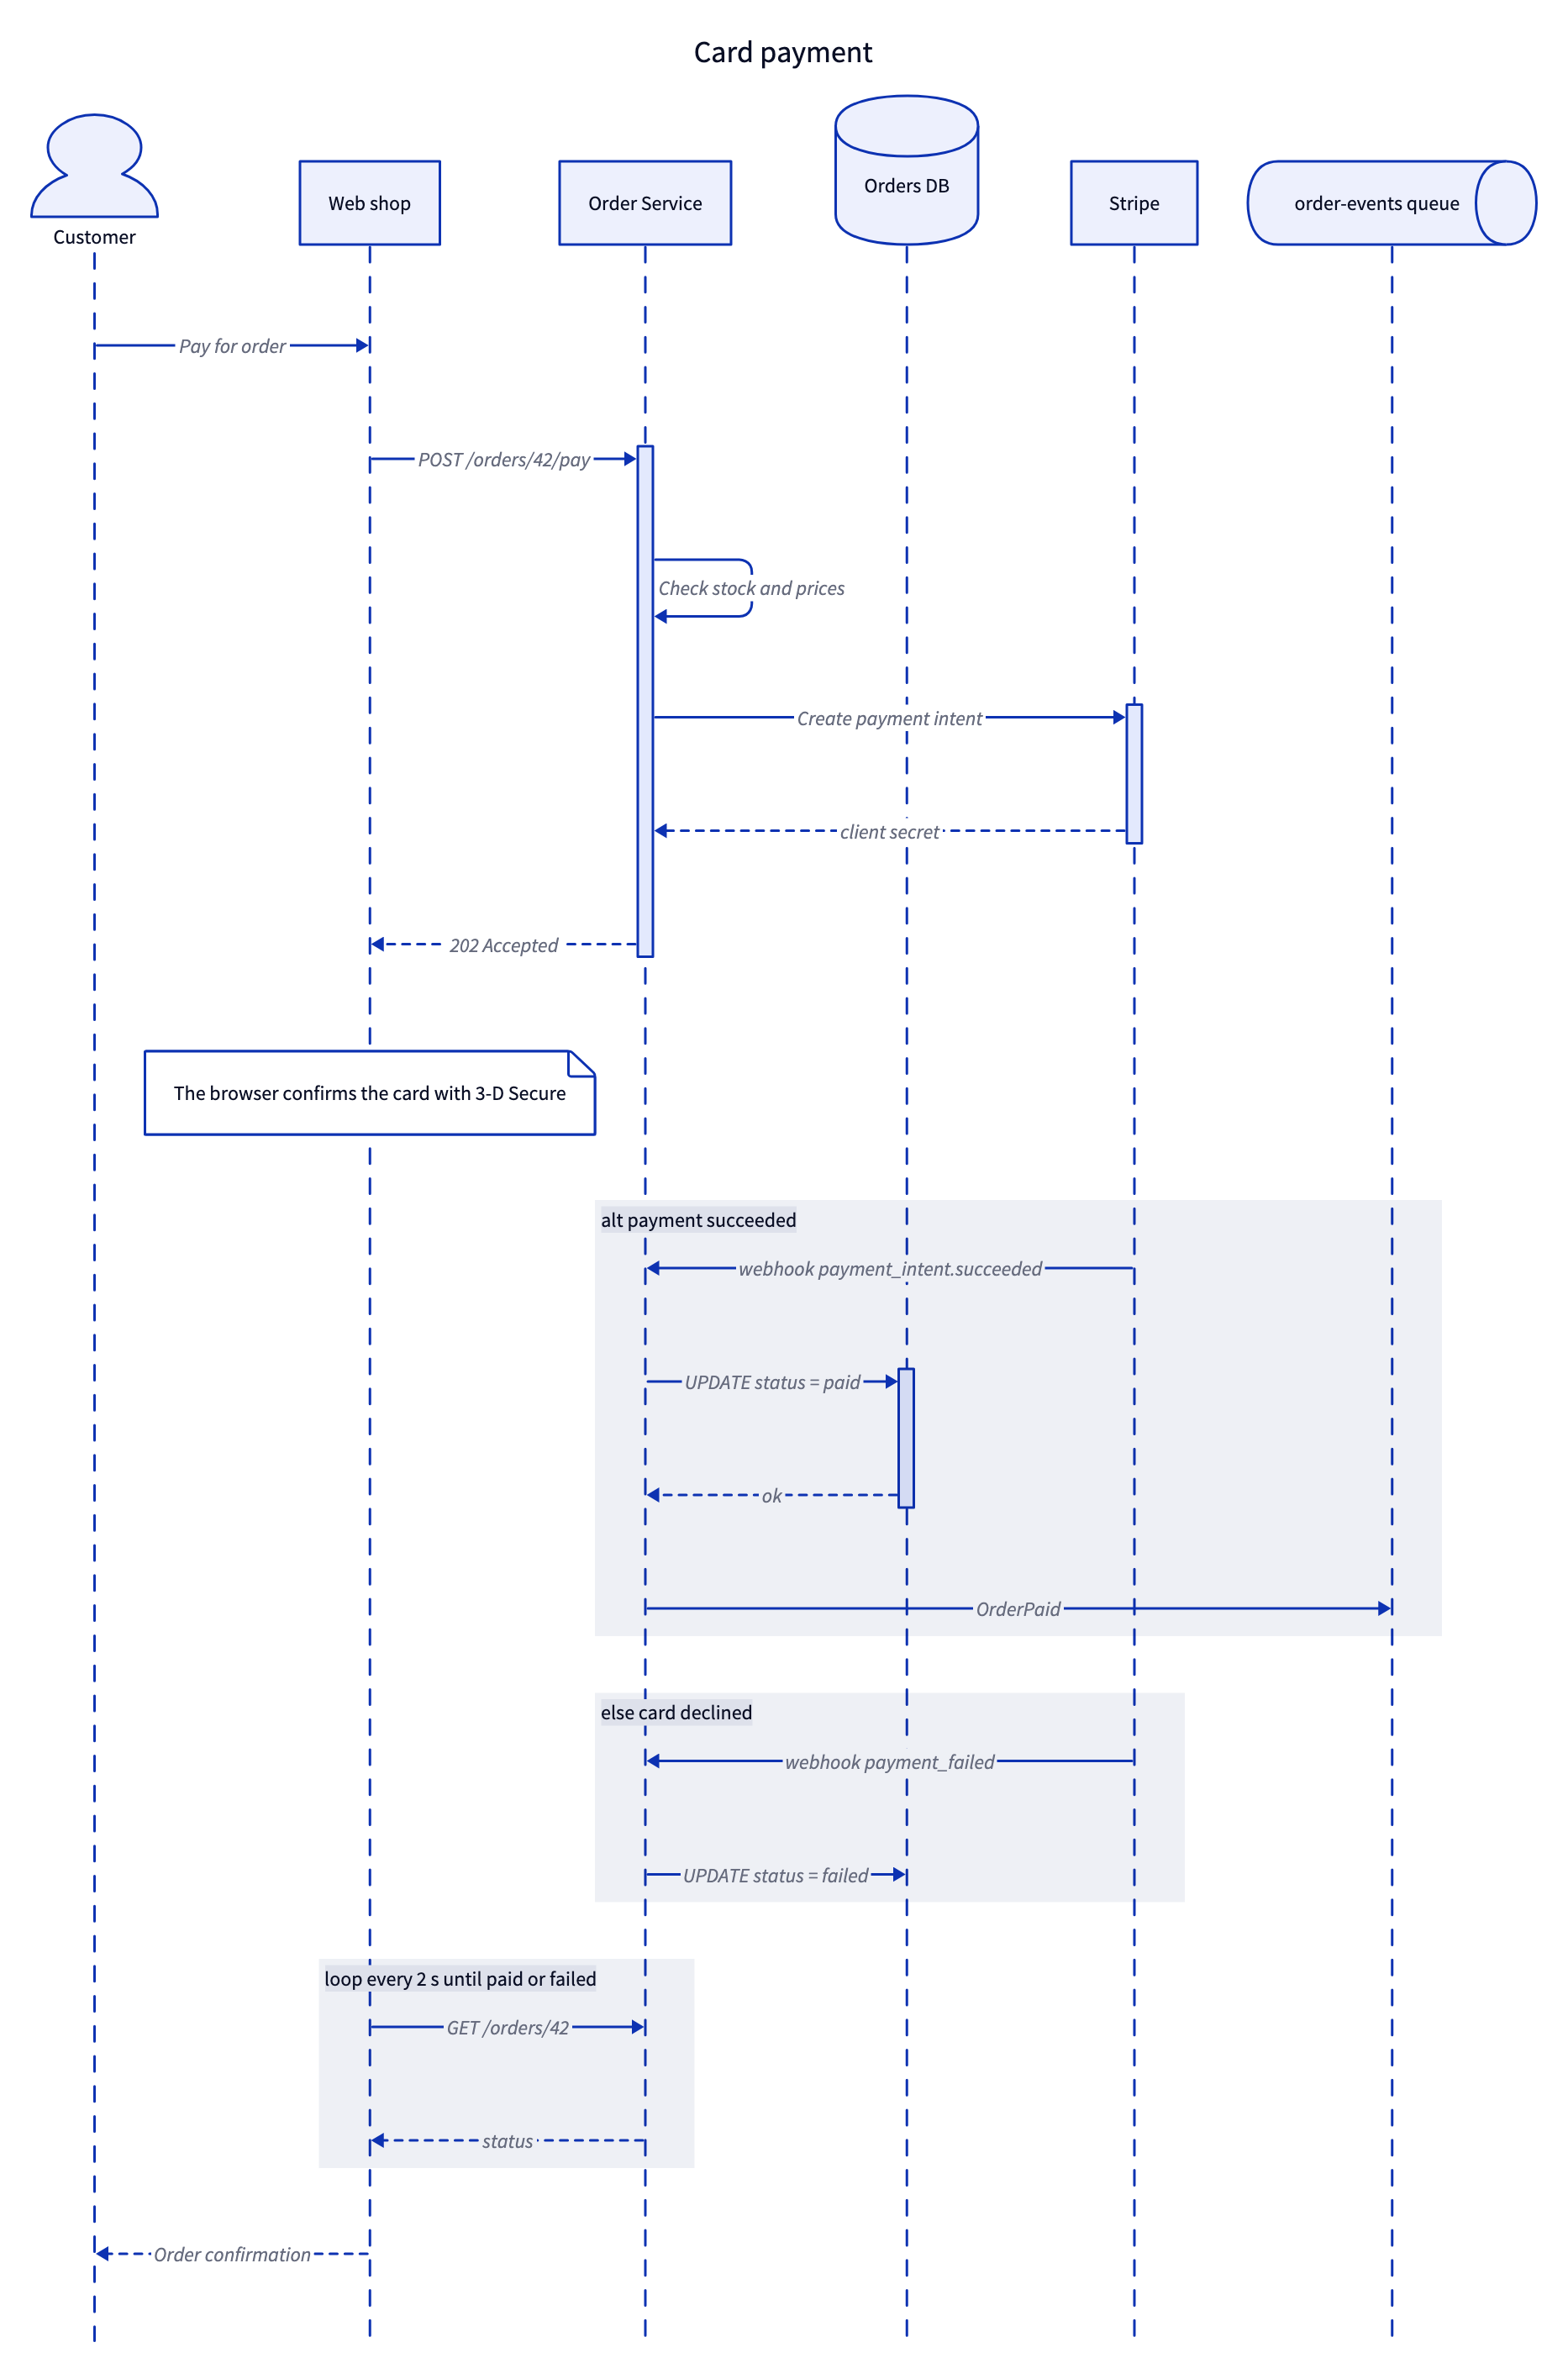 Card payment
Customer
Web shop
Order Service
Orders DB
Stripe
order-events queue
Pay for order
POST /orders/42/pay
Check stock and prices
Create payment intent
client secret
202 Accepted
The browser confirms the card with 3-D Secure
alt payment succeeded
webhook payment_intent.succeeded
UPDATE status = paid
ok
OrderPaid
else card declined
webhook payment_failed
UPDATE status = failed
loop every 2 s until paid or failed
GET /orders/42
status
Order confirmation